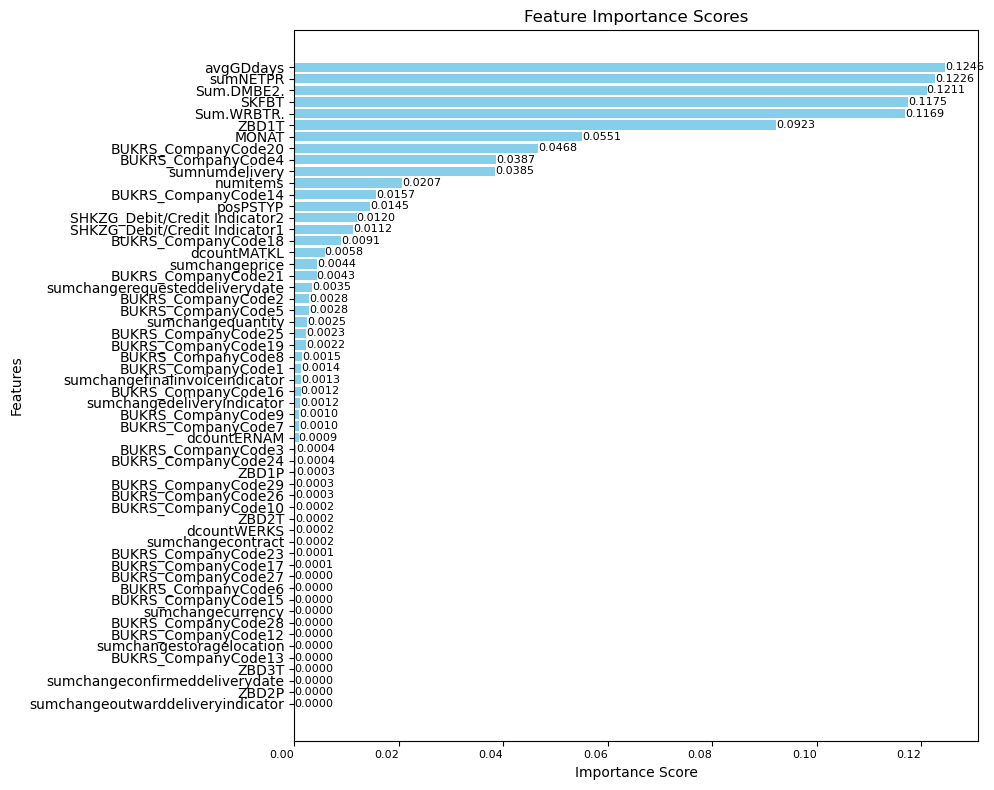 Feature Importance Scores
avgGDdays 0.1246
sumNETPR 0.1226
Sum.DMBE2. 0.1211
SKFBT 0.1175
Sum.WRBTR. 0.1169
ZBD1T 0.0923
MONAT 0.0551
BUKRS_CompanyCode20 0.0468
BUKRS_CompanyCode4 0.0387
sumnumdelivery 0.0385
numitems 0.0207
BUKRS_CompanyCode14 0.0157
posPSTYP 0.0145
SHKZG_Debit/Credit Indicator2 0.0120
SHKZG_Debit/Credit Indicator1 0.0112
BUKRS_CompanyCode18 0.0091
dcountMATKL 0.0058
sumchangeprice 0.0044
BUKRS_CompanyCode21 0.0043
sumchangerequesteddeliverydate 0.0035
BUKRS_CompanyCode2 0.0028
BUKRS_CompanyCode5 0.0028
sumchangequantity 0.0025
BUKRS_CompanyCode25 0.0023
BUKRS_CompanyCode19 0.0022
BUKRS_CompanyCode8 0.0015
BUKRS_CompanyCode1 0.0014
sumchangefinalinvoiceindicator 0.0013
BUKRS_CompanyCode16 0.0012
sumchangedeliveryindicator 0.0012
BUKRS_CompanyCode9 0.0010
BUKRS_CompanyCode7 0.0010
dcountERNAM 0.0009
BUKRS_CompanyCode3 0.0004
BUKRS_CompanyCode24 0.0004
ZBD1P 0.0003
BUKRS_CompanyCode29 0.0003
BUKRS_CompanyCode26 0.0003
BUKRS_CompanyCode10 0.0002
ZBD2T 0.0002
dcountWERKS 0.0002
sumchangecontract 0.0002
BUKRS_CompanyCode23 0.0001
BUKRS_CompanyCode17 0.0001
BUKRS_CompanyCode27 0.0000
BUKRS_CompanyCode6 0.0000
BUKRS_CompanyCode15 0.0000
sumchangecurrency 0.0000
BUKRS_CompanyCode28 0.0000
BUKRS_CompanyCode12 0.0000
sumchangestoragelocation 0.0000
BUKRS_CompanyCode13 0.0000
ZBD3T 0.0000
sumchangeconfirmeddeliverydate 0.0000
ZBD2P 0.0000
sumchangeoutwarddeliveryindicator 0.0000
Features
0.00 0.02 0.04 0.06 0.08 0.10 0.12
Importance Score